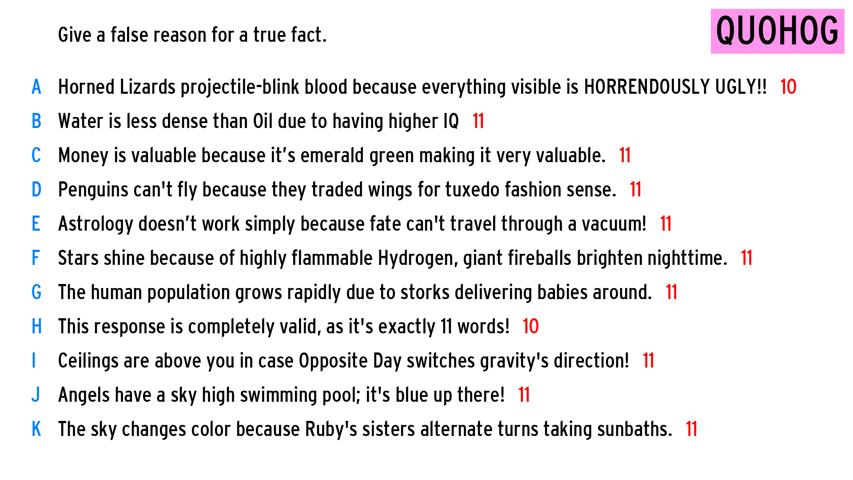 Give a false reason for a true fact.
QUOHOG
A Horned Lizards projectile-blink blood because everything visible is HORRENDOUSLY UGLY!! 10
B Water is less dense than Oil due to having higher IQ 11
C Money is valuable because it’s emerald green making it very valuable. 11
D Penguins can't fly because they traded wings for tuxedo fashion sense. 11
E Astrology doesn’t work simply because fate can't travel through a vacuum! 11
F Stars shine because of highly flammable Hydrogen, giant fireballs brighten nighttime. 11
G The human population grows rapidly due to storks delivering babies around. 11
H This response is completely valid, as it's exactly 11 words! 10
I Ceilings are above you in case Opposite Day switches gravity's direction! 11
J Angels have a sky high swimming pool; it's blue up there! 11
K The sky changes color because Ruby's sisters alternate turns taking sunbaths. 11